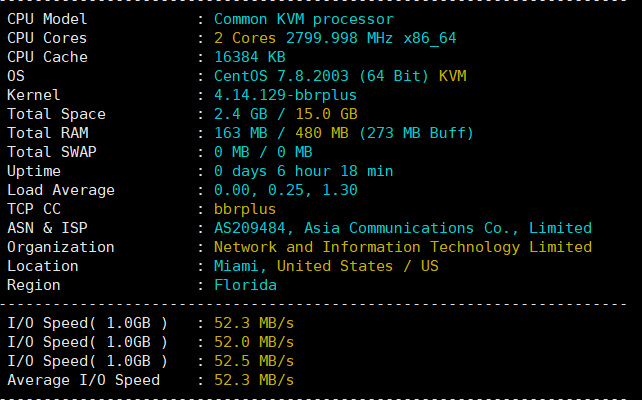 CPU Model : Common KVM processor
CPU Cores : 2 Cores 2799.998 MHz x86_64
CPU Cache : 16384 KB
OS : CentOS 7.8.2003 (64 Bit) KVM
Kernel : 4.14.129-bbrplus
Total Space : 2.4 GB / 15.0 GB
Total RAM : 163 MB / 480 MB (273 MB Buff)
Total SWAP : 0 MB / 0 MB
Uptime : 0 days 6 hour 18 min
Load Average : 0.00, 0.25, 1.30
TCP CC : bbrplus
ASN & ISP : AS209484, Asia Communications Co., Limited
Organization : Network and Information Technology Limited
Location : Miami, United States / US
Region : Florida
----------------------------------------------------------------------
I/O Speed( 1.0GB ) : 52.3 MB/s
I/O Speed( 1.0GB ) : 52.0 MB/s
I/O Speed( 1.0GB ) : 52.5 MB/s
Average I/O Speed : 52.3 MB/s